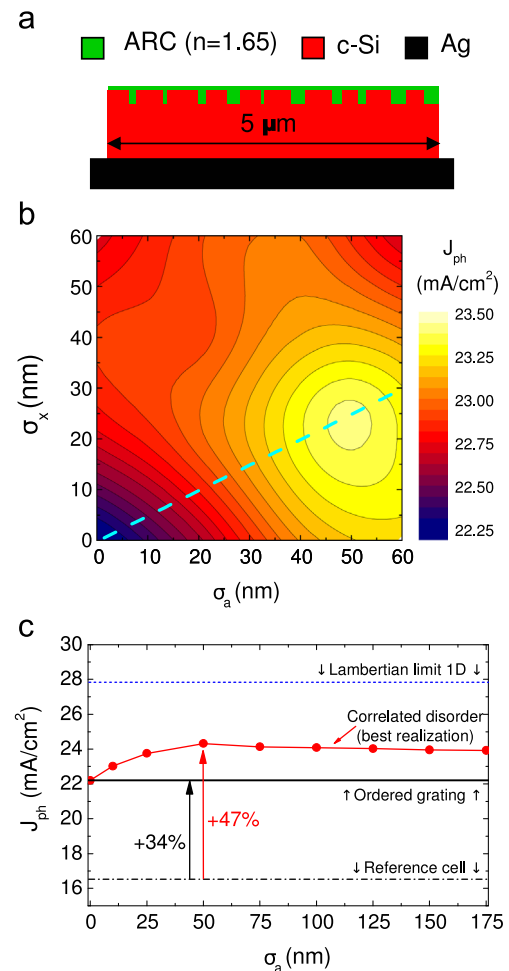 a
ARC (n=1.65) c-Si Ag
5 μm
b
60
50
40
30
20
10
0
σx (nm)
0 10 20 30 40 50 60
σa (nm)
Jph
(mA/cm²)
23.50
23.25
23.00
22.75
22.50
22.25
c
30
28
26
24
22
20
18
16
Jph (mA/cm²)
↓ Lambertian limit 1D ↓
Correlated disorder
(best realization)
↑ Ordered grating ↑
+47%
+34%
↓ Reference cell ↓
0 25 50 75 100 125 150 175
σa (nm)